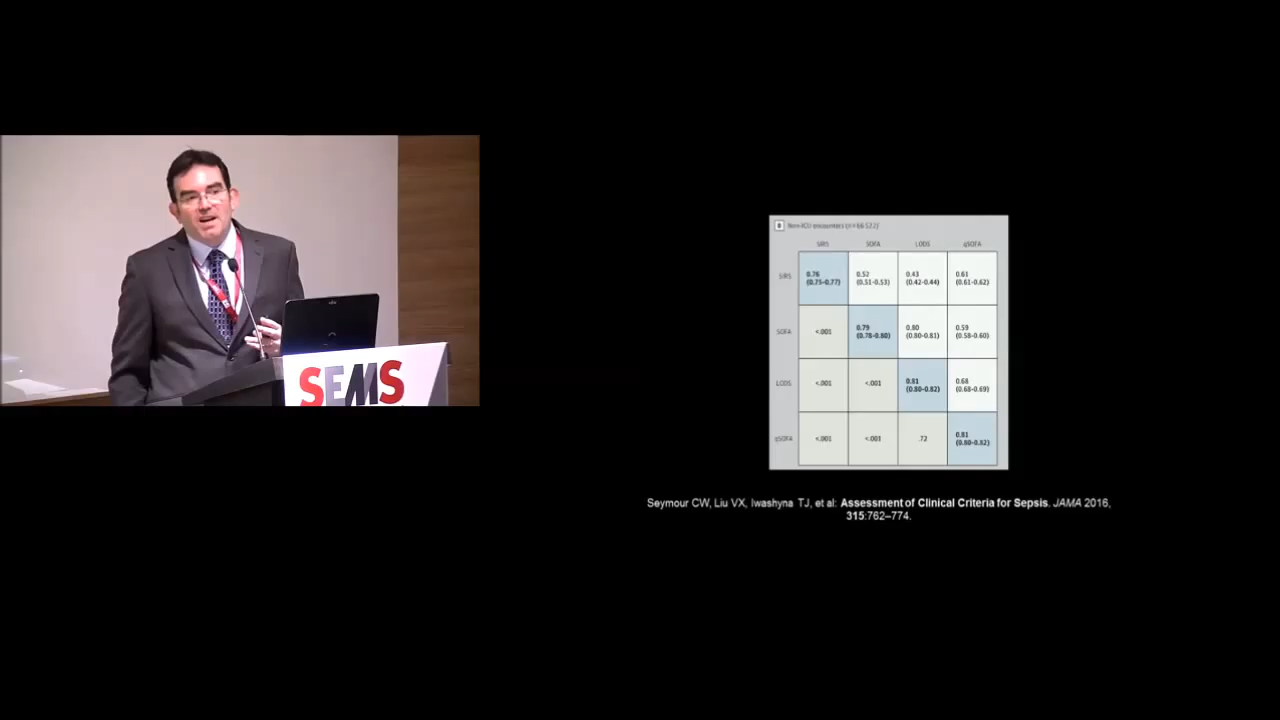 SEMS
B Non-ICU encounters (n=66 522)
SIRS SOFA LODS qSOFA
SIRS 0.76 0.52 0.43 0.61
(0.75-0.77) (0.51-0.53) (0.42-0.44) (0.61-0.62)
SOFA <.001 0.79 0.80 0.59
(0.78-0.80) (0.80-0.81) (0.58-0.60)
LODS <.001 <.001 0.81 0.68
(0.80-0.82) (0.68-0.69)
qSOFA <.001 <.001 .72 0.81
(0.80-0.82)
Seymour CW, Liu VX, Iwashyna TJ, et al: Assessment of Clinical Criteria for Sepsis. JAMA 2016,
315:762–774.